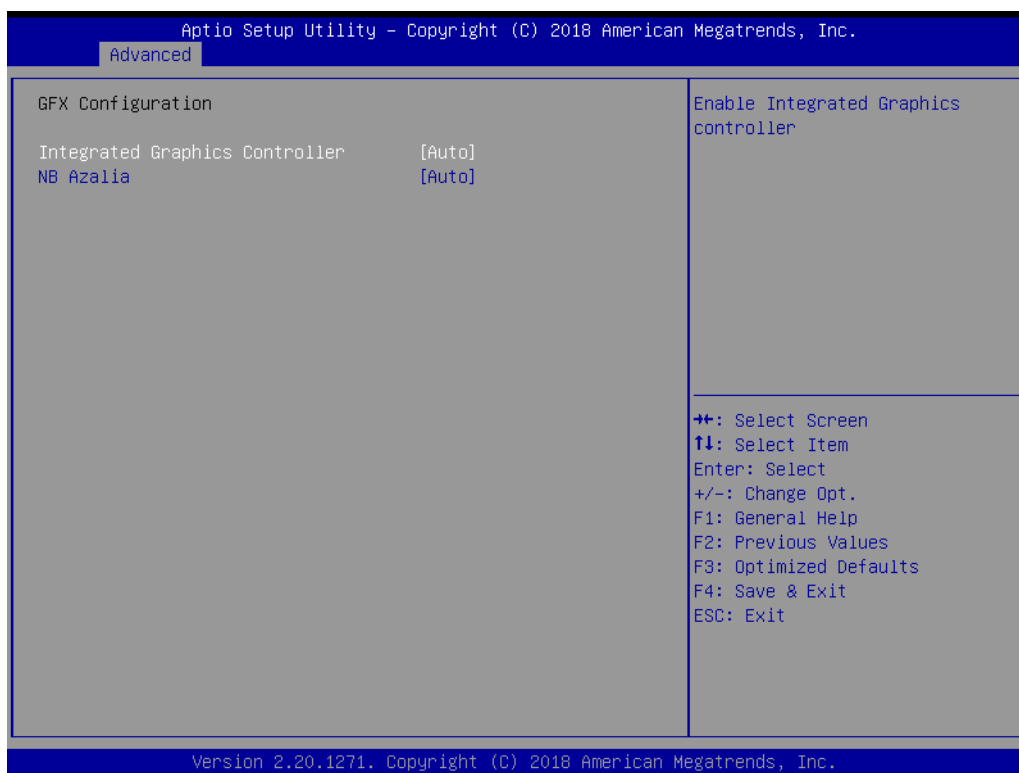 Aptio Setup Utility – Copyright (C) 2018 American Megatrends, Inc.
Advanced
GFX Configuration
Integrated Graphics Controller [Auto]
NB Azalia [Auto]
Enable Integrated Graphics
controller
→←: Select Screen
↑↓: Select Item
Enter: Select
+/-: Change Opt.
F1: General Help
F2: Previous Values
F3: Optimized Defaults
F4: Save & Exit
ESC: Exit
Version 2.20.1271. Copyright (C) 2018 American Megatrends, Inc.